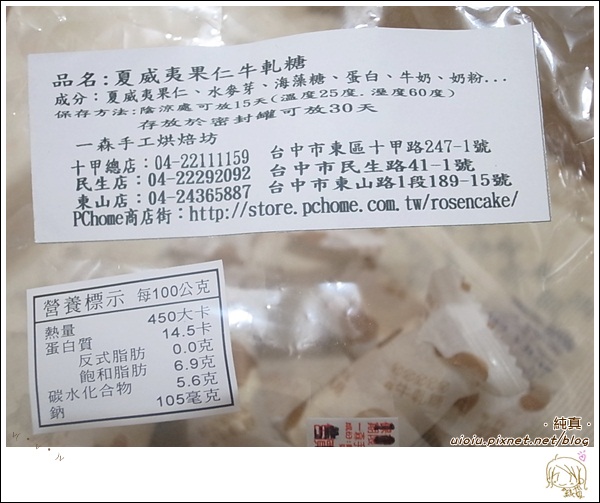 品名:夏威夷果仁牛軋糖
成分:夏威夷果仁、水麥芽、海藻糖、蛋白、牛奶、奶粉...
保存方法:陰涼處可放15天(溫度25度.溼度60度)
存放於密封罐可放30天
一森手工烘焙坊
十甲總店:04-22111159 台中市東區十甲路247-1號
民生店:04-22292092 台中市民生路41-1號
東山店:04-24365887 台中市東山路1段189-15號
PChome商店街:http://store.pchome.com.tw/rosencake/
營養標示 每100公克
熱量 450大卡
蛋白質 14.5卡
反式脂肪 0.0克
飽和脂肪 6.9克
碳水化合物 5.6克
鈉 105毫克
·純真·
uioiu.pixnet.net/blog